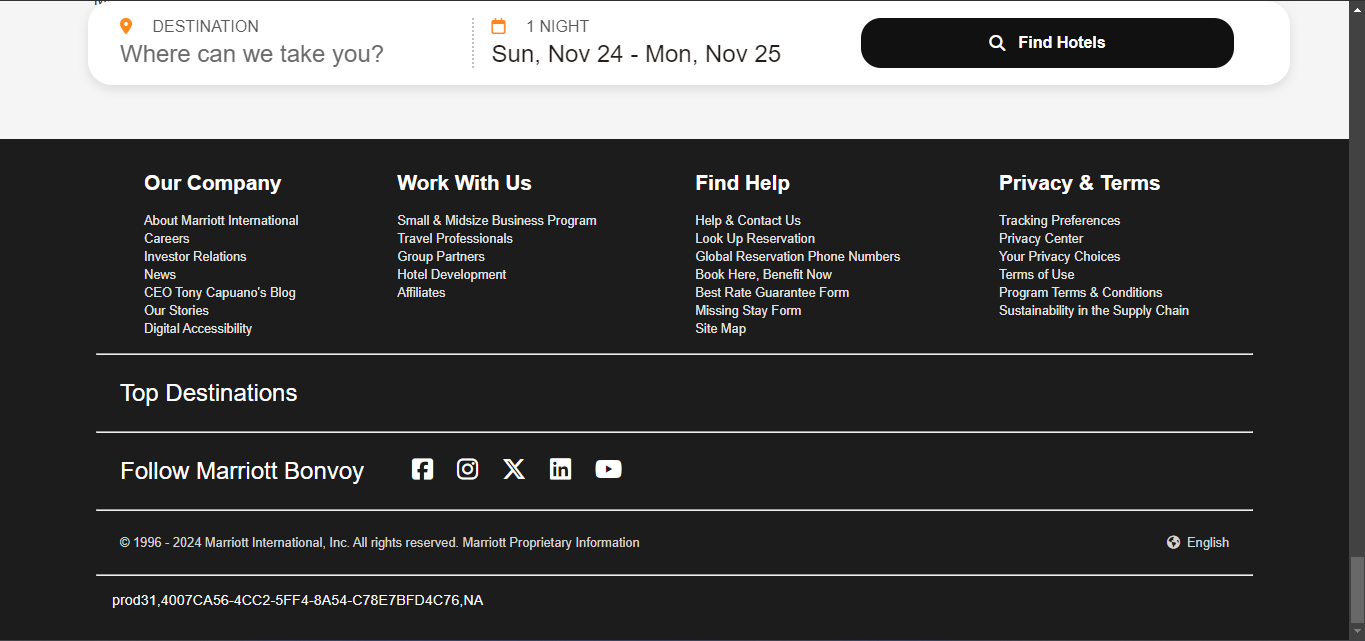 DESTINATION
Where can we take you?
1 NIGHT
Sun, Nov 24 - Mon, Nov 25
Find Hotels
Our Company
About Marriott International
Careers
Investor Relations
News
CEO Tony Capuano's Blog
Our Stories
Digital Accessibility
Work With Us
Small & Midsize Business Program
Travel Professionals
Group Partners
Hotel Development
Affiliates
Find Help
Help & Contact Us
Look Up Reservation
Global Reservation Phone Numbers
Book Here, Benefit Now
Best Rate Guarantee Form
Missing Stay Form
Site Map
Privacy & Terms
Tracking Preferences
Privacy Center
Your Privacy Choices
Terms of Use
Program Terms & Conditions
Sustainability in the Supply Chain
Top Destinations
Follow Marriott Bonvoy
© 1996 - 2024 Marriott International, Inc. All rights reserved. Marriott Proprietary Information
English
prod31,4007CA56-4CC2-5FF4-8A54-C78E7BFD4C76,NA